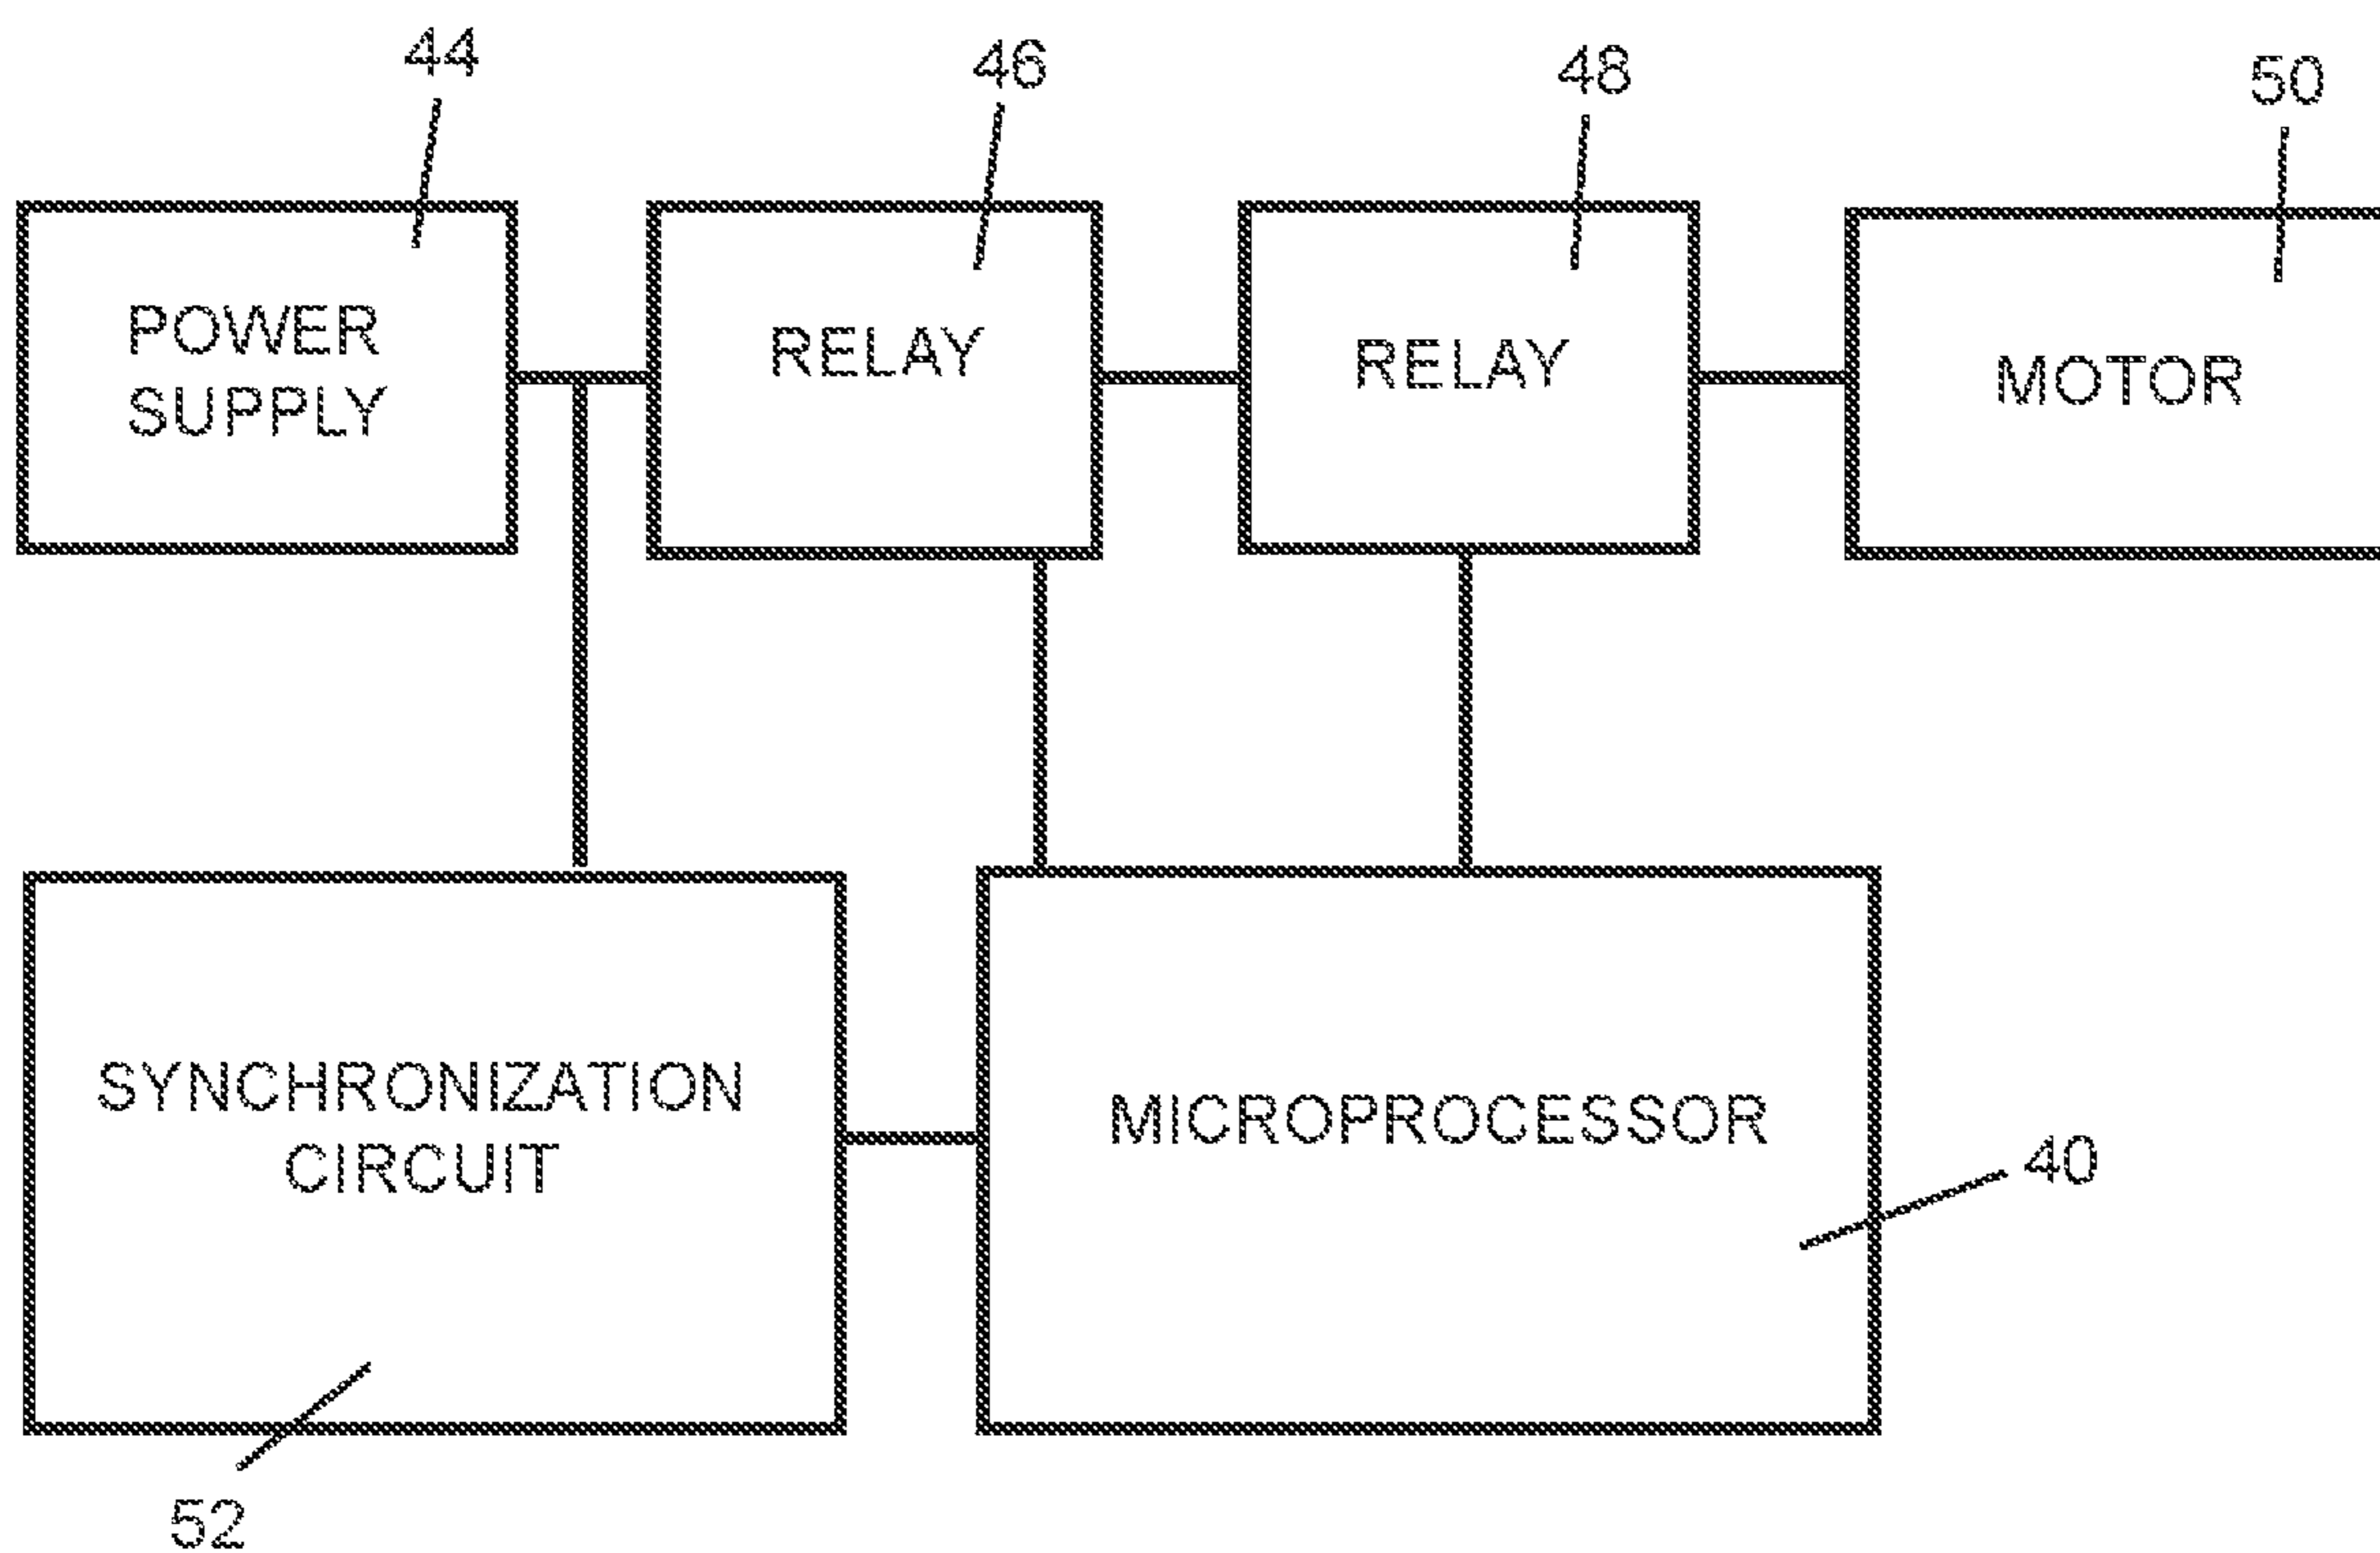 44
46
48
50
POWER
SUPPLY
RELAY
RELAY
MOTOR
SYNCHRONIZATION
CIRCUIT
MICROPROCESSOR
40
52